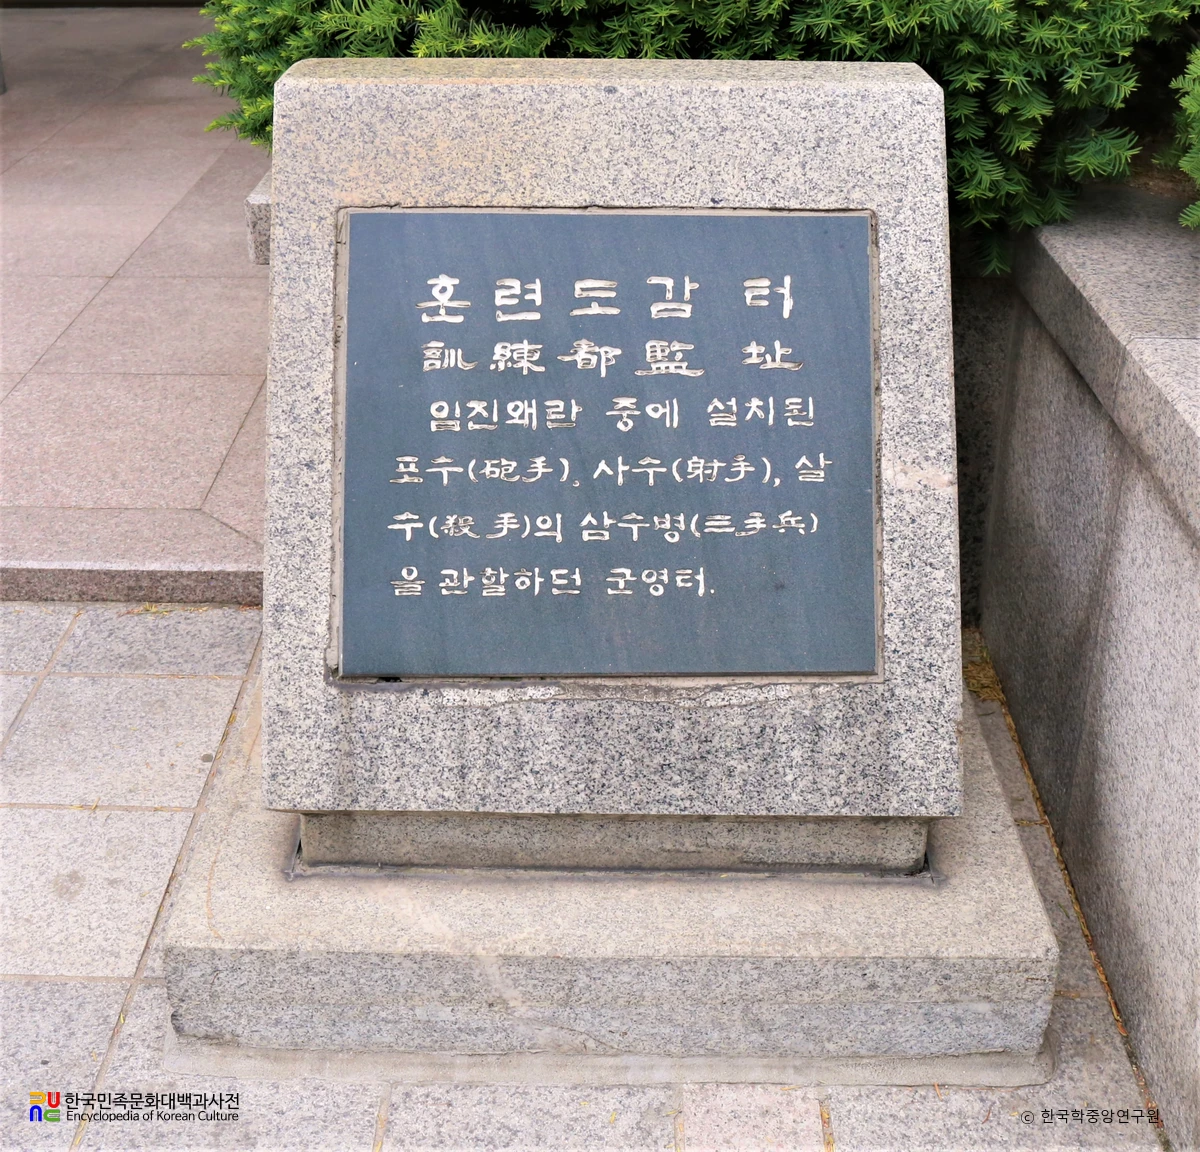 훈련도감 터
訓練都監 址
임진왜란 중에 설치된
포수(砲手), 사수(射手), 살
수(殺手)의 삼수병(三手兵)
을 관할하던 군영터.
한국민족문화대백과사전
Encyclopedia of Korean Culture
ⓒ 한국학중앙연구원